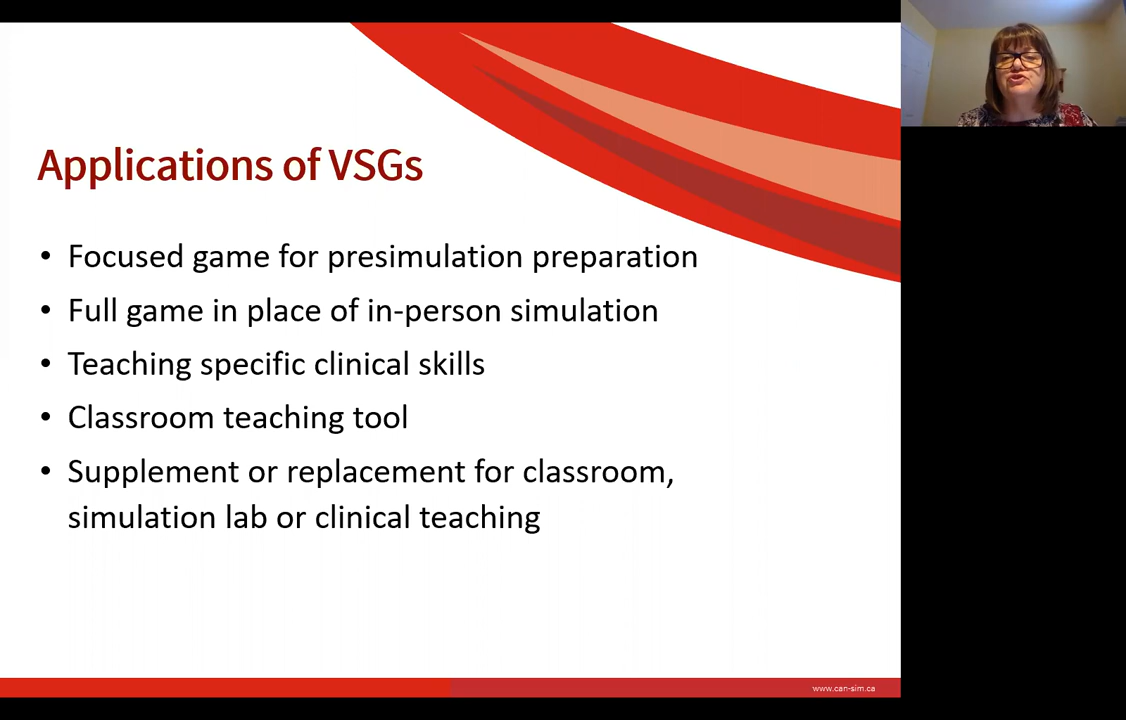 Applications of VSGs
• Focused game for presimulation preparation
• Full game in place of in-person simulation
• Teaching specific clinical skills
• Classroom teaching tool
• Supplement or replacement for classroom,
simulation lab or clinical teaching
www.can-sim.ca